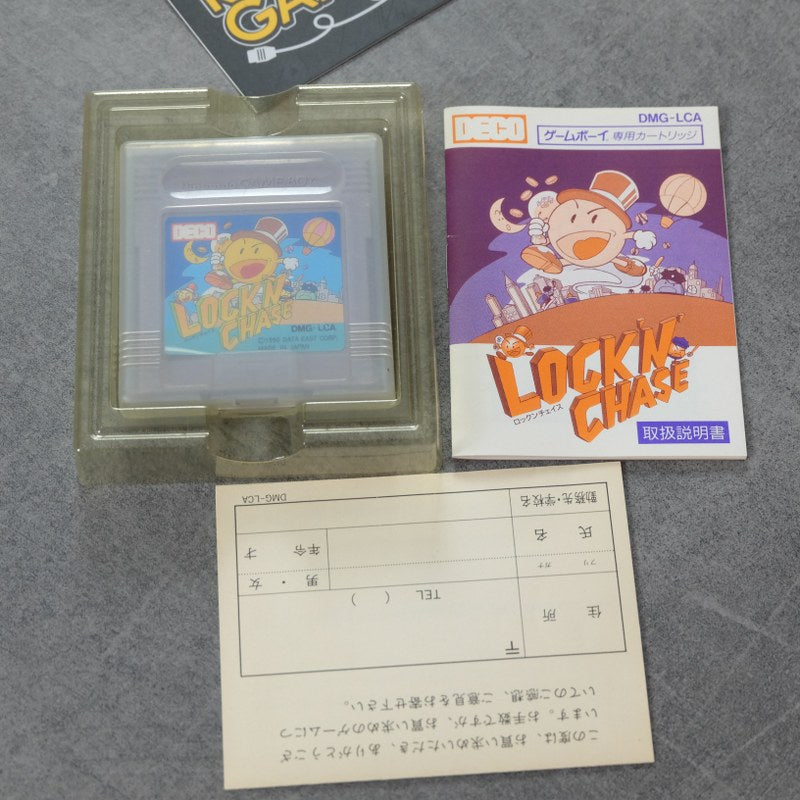 DECO
LOCK'N'
CHASE
DMG-LCA
©1990 DATA EAST CORP.
MADE IN JAPAN
DMG-LCA
DECO
ゲームボーイ専用カートリッジ
LOCK'N'
CHASE
ロックンチェイス
取扱説明書
この度は、お買い求めいただき、ありがとうござ
います。お手数ですが、お買い求めのゲームにつ
いてのご感想、ご意見をお寄せ下さい。
住 所
〒
TEL ( )
フリ ガナ
氏 名
男・女
年令 才
勤務先・学校名
DMG-LCA